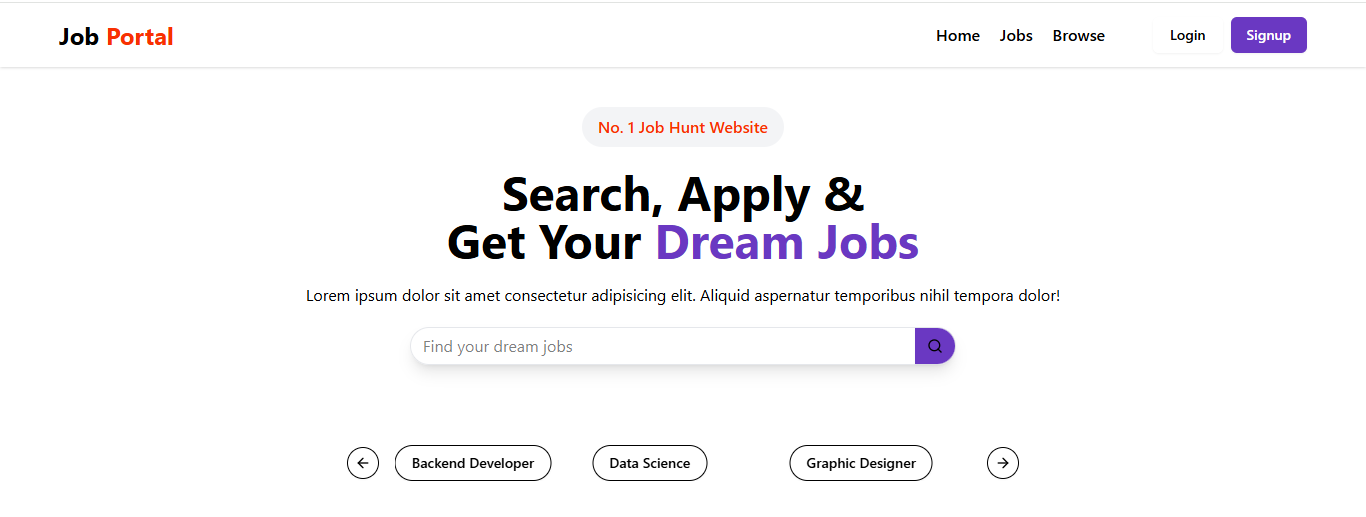 Job Portal
Home Jobs Browse Login Signup
No. 1 Job Hunt Website
Search, Apply &
Get Your Dream Jobs
Lorem ipsum dolor sit amet consectetur adipisicing elit. Aliquid aspernatur temporibus nihil tempora dolor!
Find your dream jobs
Backend Developer Data Science Graphic Designer